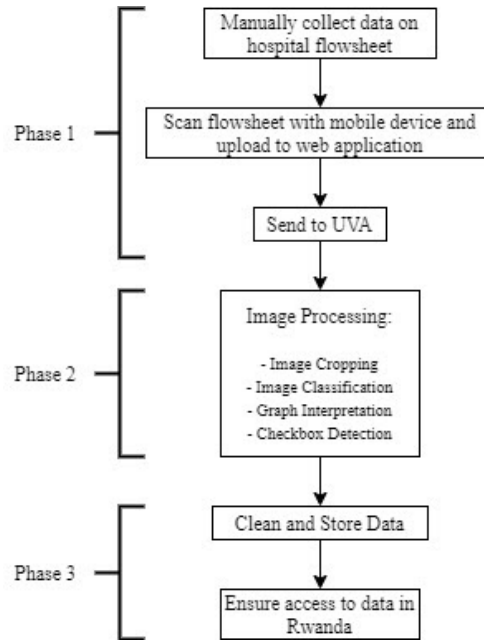 Manually collect data on
hospital flowsheet
Phase 1
Scan flowsheet with mobile device and
upload to web application
Send to UVA
Image Processing:
- Image Cropping
Phase 2
- Image Classification
- Graph Interpretation
- Checkbox Detection
Clean and Store Data
Phase 3
Ensure access to data in
Rwanda